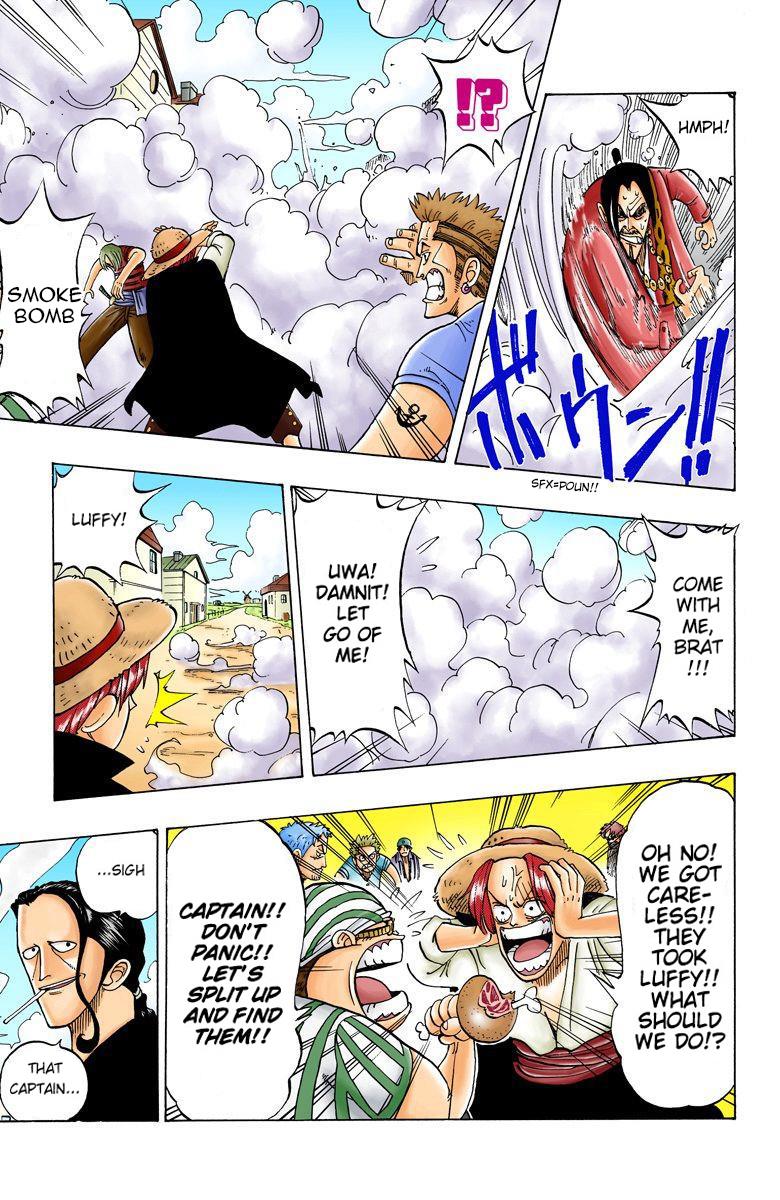 HMPH!
ボウン!!
SFX=POUN!!
!?
SMOKE
BOMB
COME
WITH
ME,
BRAT
!!!
UWA!
DAMNIT!
LET
GO OF
ME!
LUFFY!
OH NO!
WE GOT
CARE-
LESS!!
THEY
TOOK
LUFFY!!
WHAT
SHOULD
WE DO!?
CAPTAIN!!
DON'T
PANIC!!
LET'S
SPLIT UP
AND FIND
THEM!!
...SIGH
THAT
CAPTAIN...